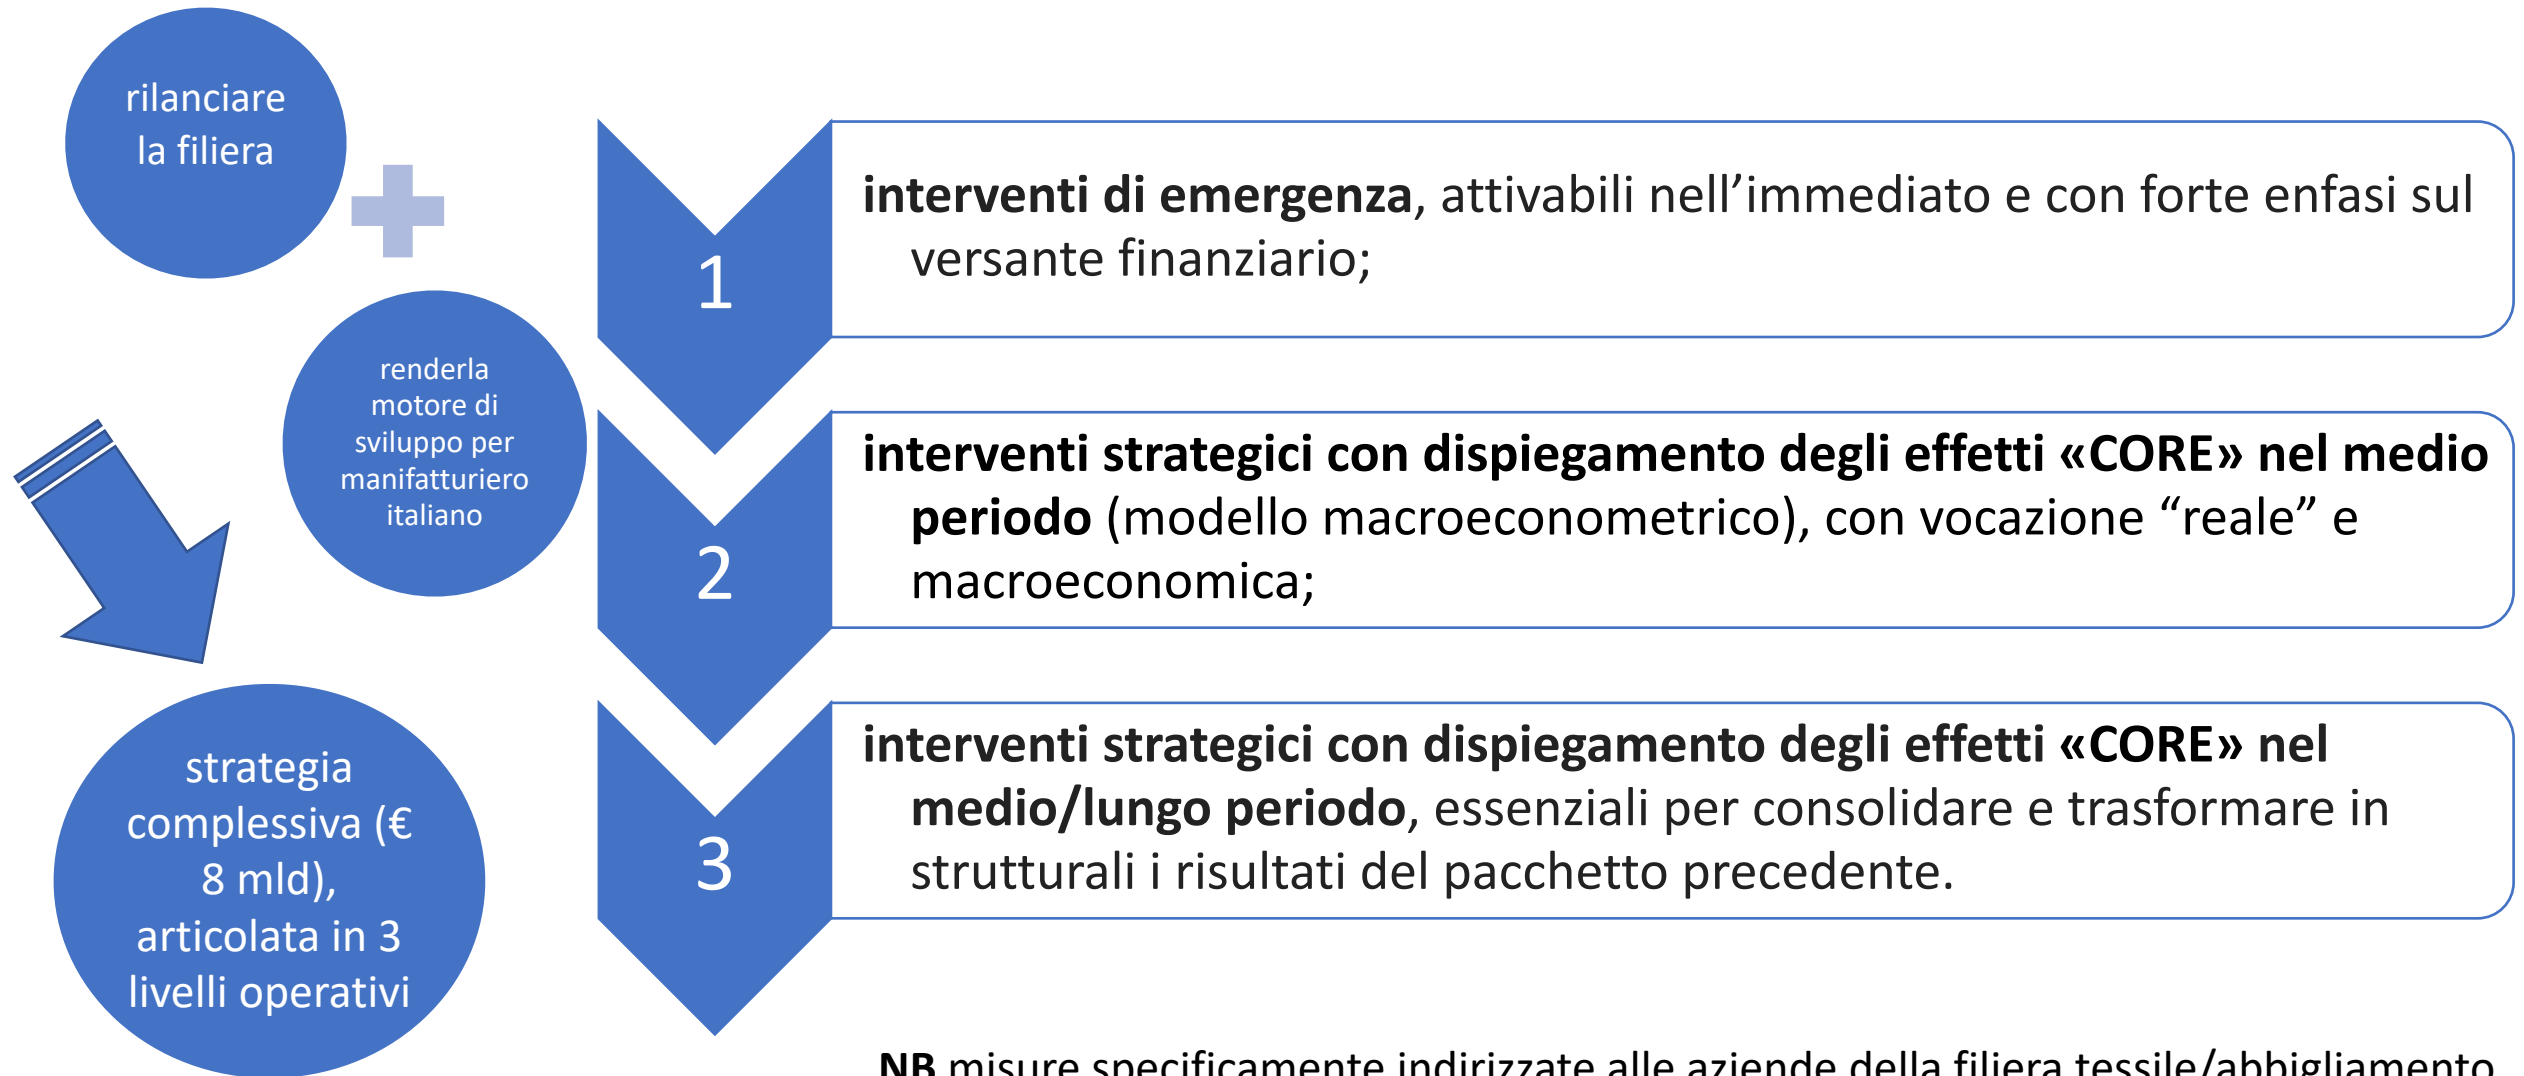 rilanciare
la filiera
renderla
motore di
sviluppo per
manifatturiero
italiano
strategia
complessiva (€
8 mld),
articolata in 3
livelli operativi
1
interventi di emergenza, attivabili nell’immediato e con forte enfasi sul
versante finanziario;
2
interventi strategici con dispiegamento degli effetti «CORE» nel medio
periodo (modello macroeconometrico), con vocazione “reale” e
macroeconomica;
3
interventi strategici con dispiegamento degli effetti «CORE» nel
medio/lungo periodo, essenziali per consolidare e trasformare in
strutturali i risultati del pacchetto precedente.
NB misure specificamente indirizzate alle aziende della filiera tessile/abbigliamento